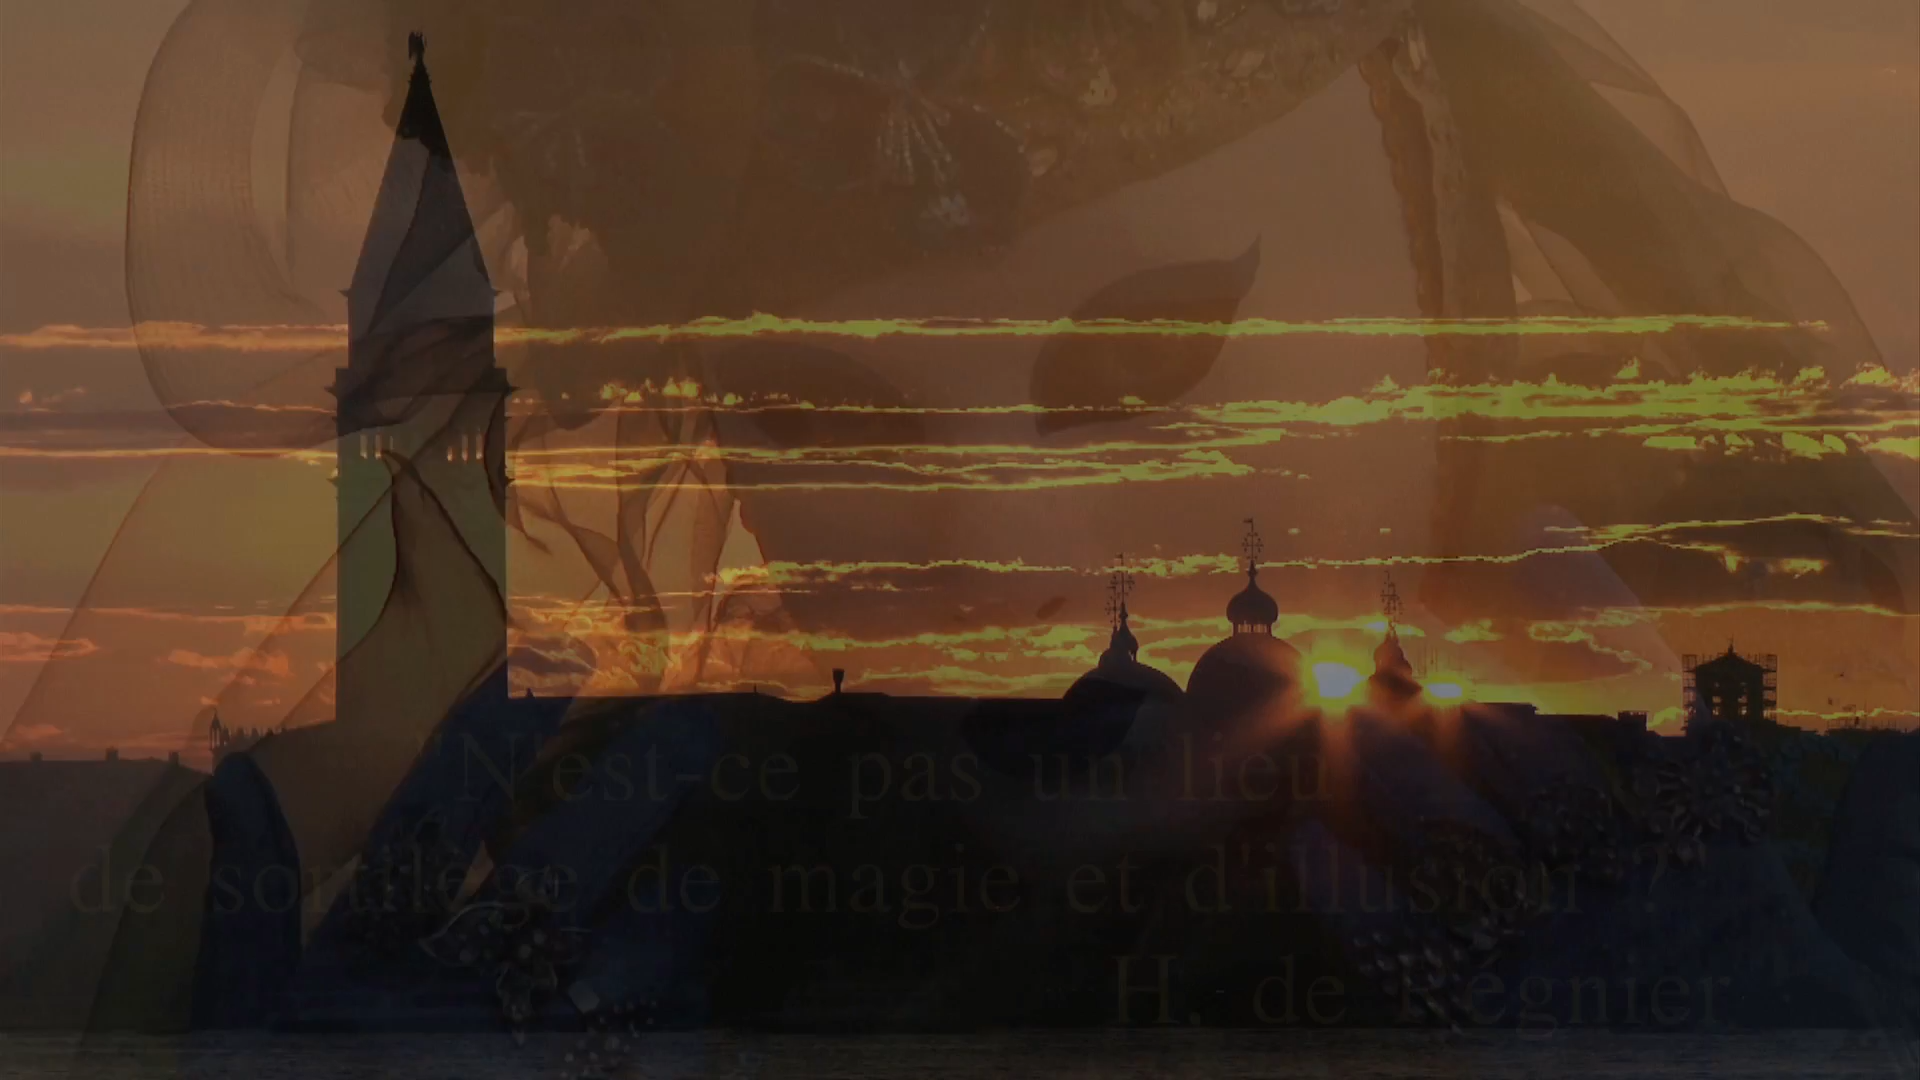 "N'est-ce pas un lieu
de sortilège de magie et d'illusion ?
H. de Régnier